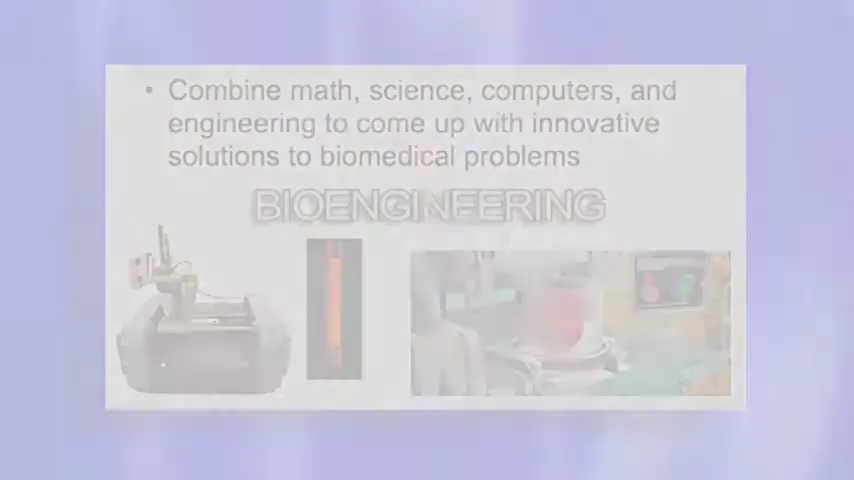 • Combine math, science, computers, and
engineering to come up with innovative
solutions to biomedical problems
BIOENGINEERING